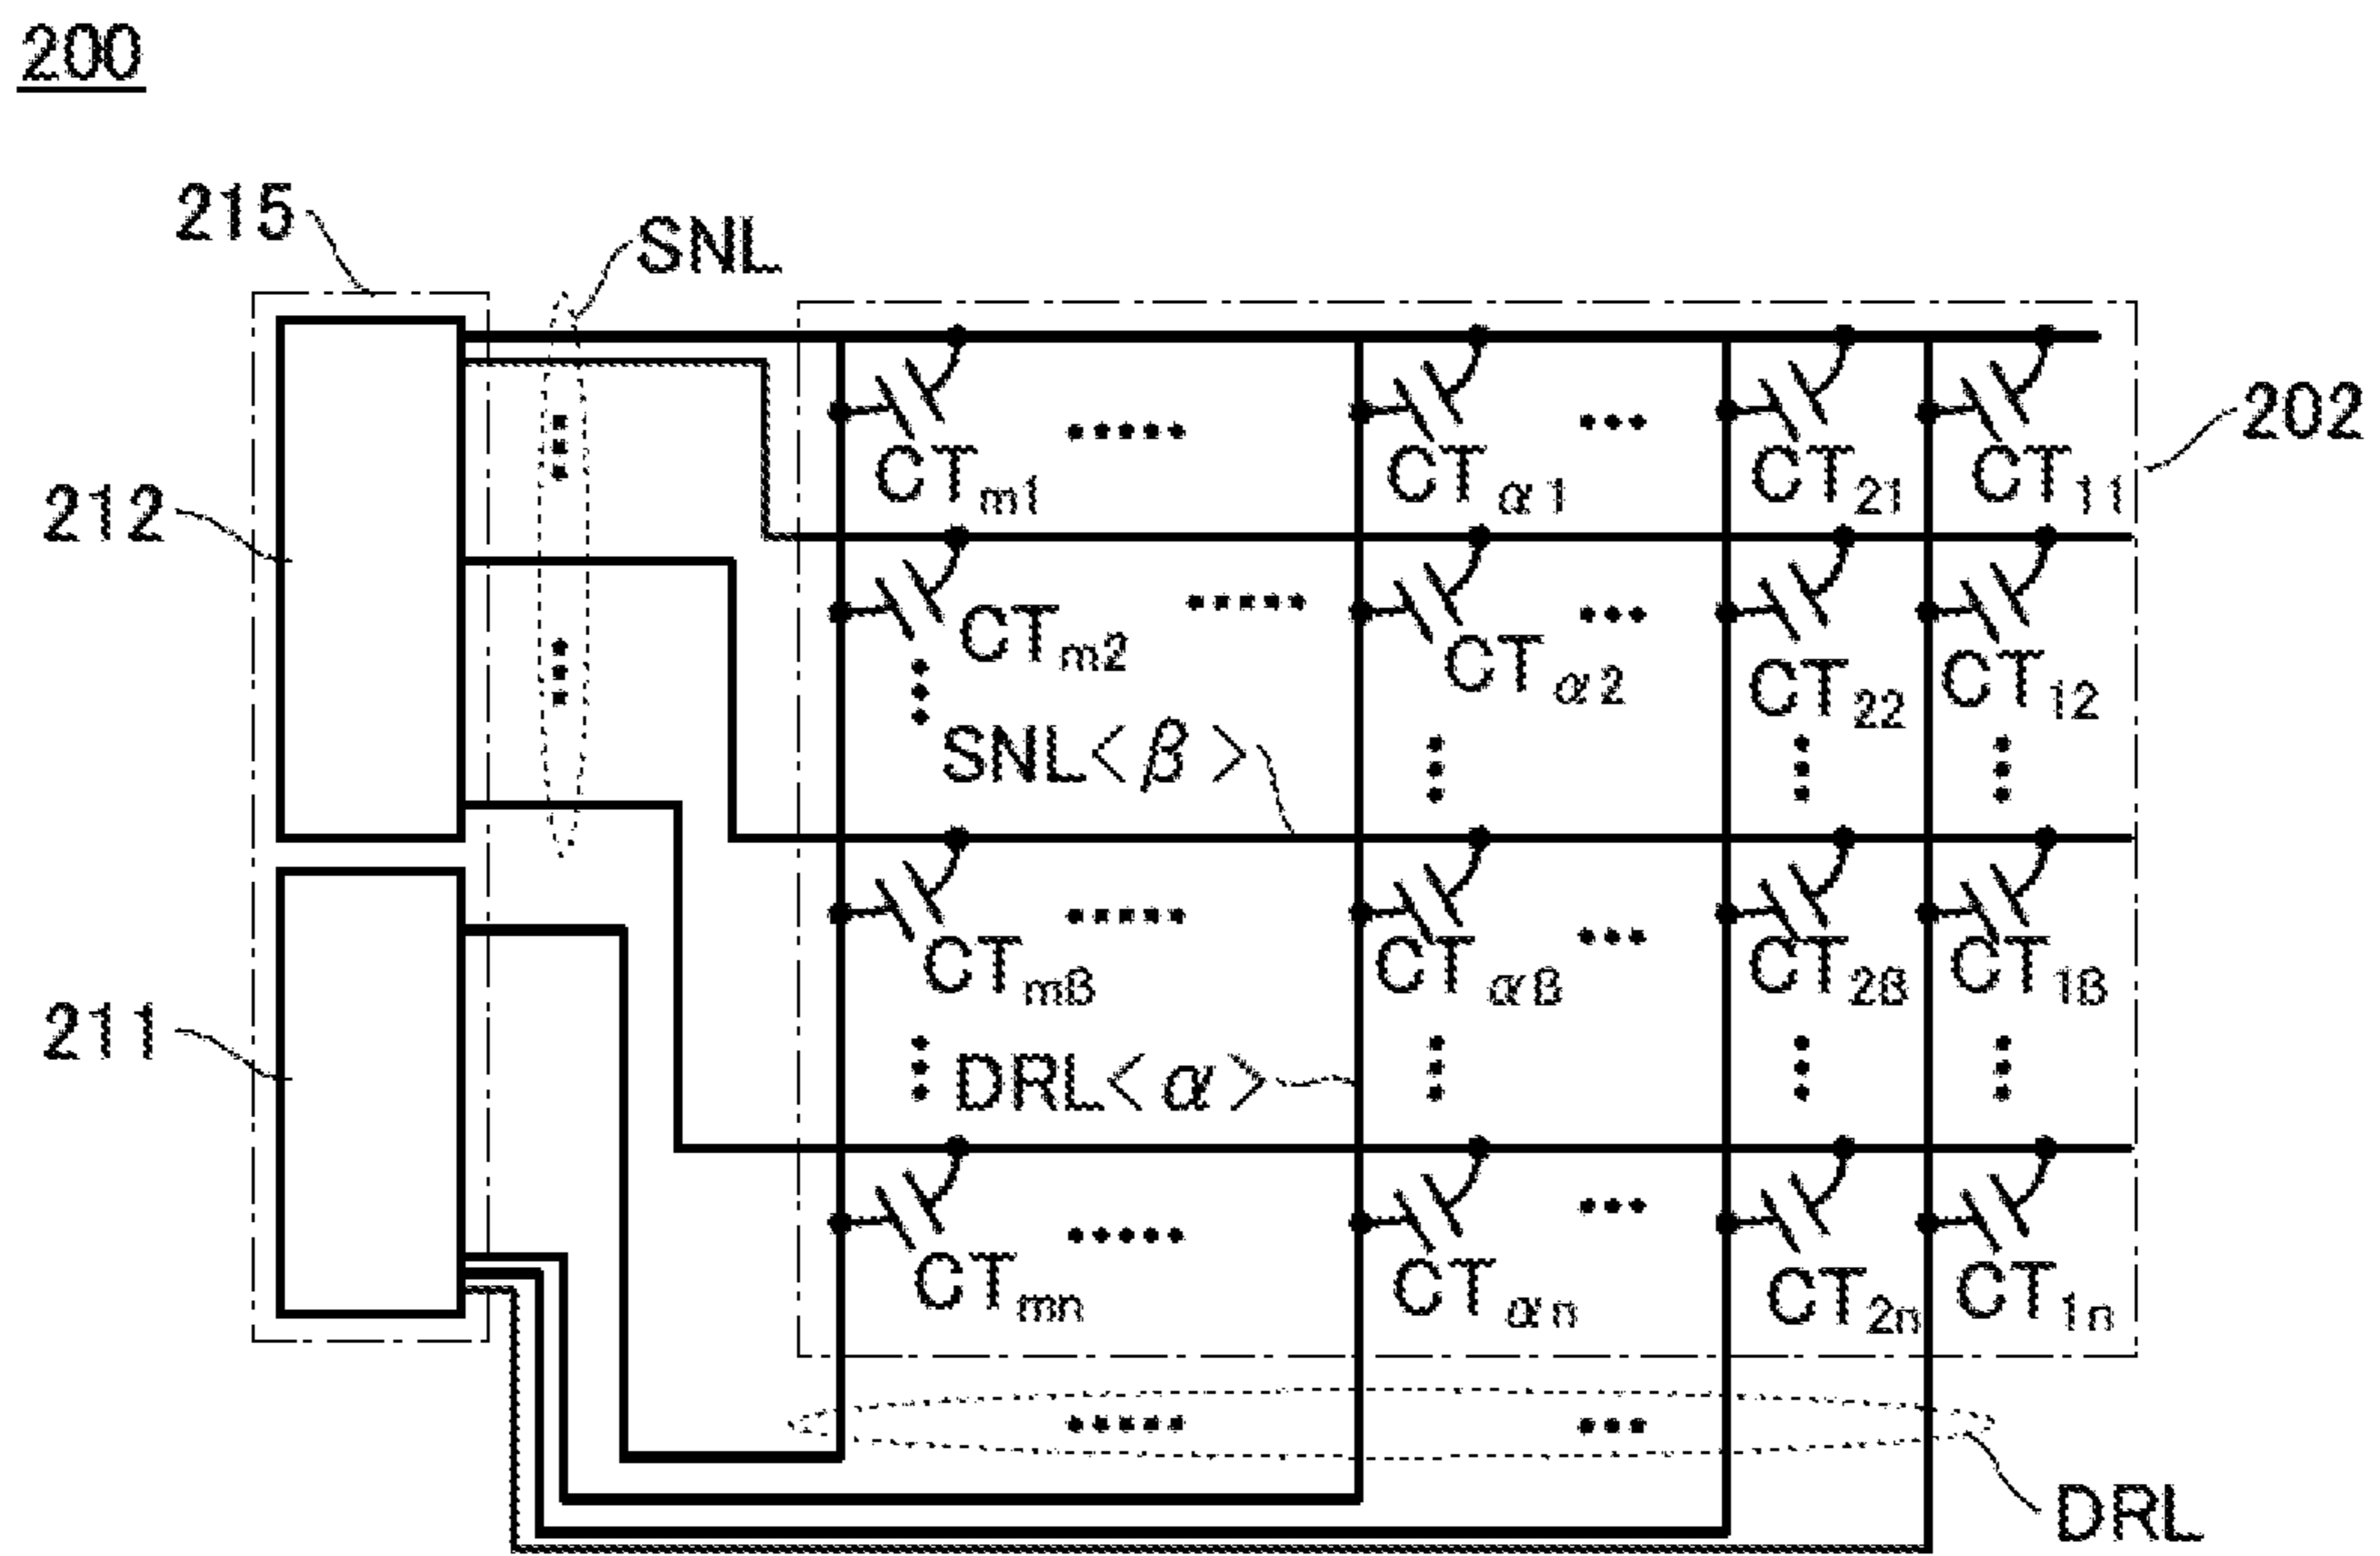 200
215
SNL
202
CTm1 ····· CTα1 ··· CT21 CT11
212
CTm2 ····· CTα2 ··· CT22 CT12
SNL<β>
CTmβ ····· CTαβ ··· CT2β CT1β
211
DRL<α>
CTmn ····· CTαn ··· CT2n CT1n
DRL